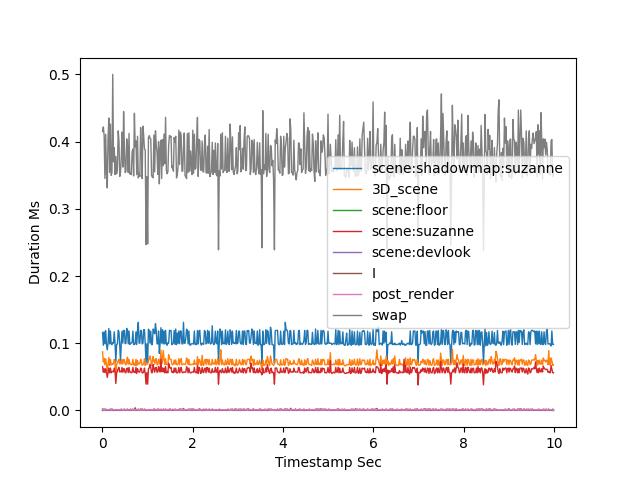 0.5
0.4
0.3
0.2
0.1
0.0
Duration Ms
scene:shadowmap:suzanne
3D_scene
scene:floor
scene:suzanne
scene:devlook
I
post_render
swap
0 2 4 6 8 10
Timestamp Sec